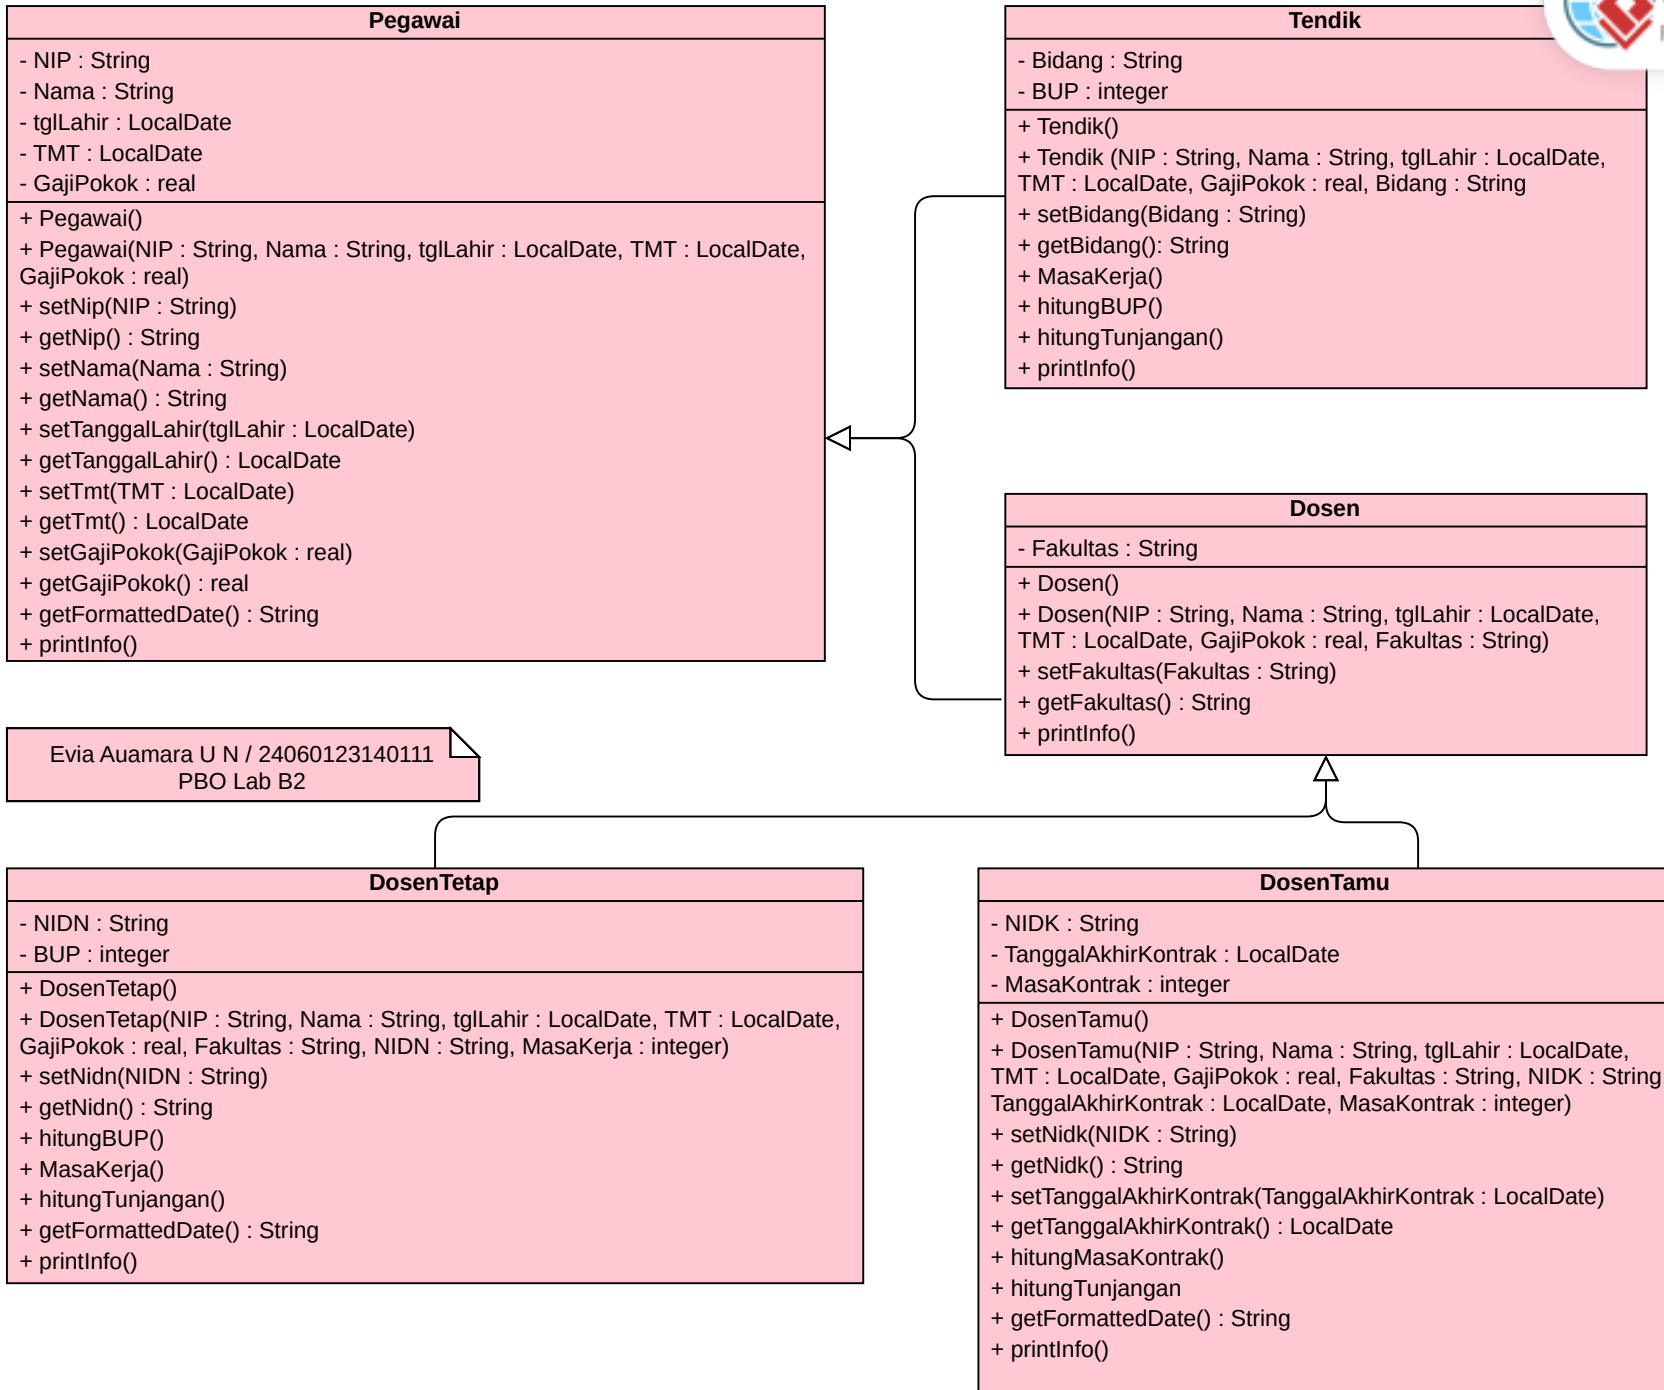 Pegawai
- NIP : String
- Nama : String
- tglLahir : LocalDate
- TMT : LocalDate
- GajiPokok : real
+ Pegawai()
+ Pegawai(NIP : String, Nama : String, tglLahir : LocalDate, TMT : LocalDate,
GajiPokok : real)
+ setNip(NIP : String)
+ getNip() : String
+ setNama(Nama : String)
+ getNama() : String
+ setTanggalLahir(tglLahir : LocalDate)
+ getTanggalLahir() : LocalDate
+ setTmt(TMT : LocalDate)
+ getTmt() : LocalDate
+ setGajiPokok(GajiPokok : real)
+ getGajiPokok() : real
+ getFormattedDate() : String
+ printInfo()
Tendik
- Bidang : String
- BUP : integer
+ Tendik()
+ Tendik (NIP : String, Nama : String, tglLahir : LocalDate,
TMT : LocalDate, GajiPokok : real, Bidang : String
+ setBidang(Bidang : String)
+ getBidang(): String
+ MasaKerja()
+ hitungBUP()
+ hitungTunjangan()
+ printInfo()
Dosen
- Fakultas : String
+ Dosen()
+ Dosen(NIP : String, Nama : String, tglLahir : LocalDate,
TMT : LocalDate, GajiPokok : real, Fakultas : String)
+ setFakultas(Fakultas : String)
+ getFakultas() : String
+ printInfo()
Evia Auamara U N / 24060123140111
PBO Lab B2
DosenTetap
- NIDN : String
- BUP : integer
+ DosenTetap()
+ DosenTetap(NIP : String, Nama : String, tglLahir : LocalDate, TMT : LocalDate,
GajiPokok : real, Fakultas : String, NIDN : String, MasaKerja : integer)
+ setNidn(NIDN : String)
+ getNidn() : String
+ hitungBUP()
+ MasaKerja()
+ hitungTunjangan()
+ getFormattedDate() : String
+ printInfo()
DosenTamu
- NIDK : String
- TanggalAkhirKontrak : LocalDate
- MasaKontrak : integer
+ DosenTamu()
+ DosenTamu(NIP : String, Nama : String, tglLahir : LocalDate,
TMT : LocalDate, GajiPokok : real, Fakultas : String, NIDK : String,
TanggalAkhirKontrak : LocalDate, MasaKontrak : integer)
+ setNidk(NIDK : String)
+ getNidk() : String
+ setTanggalAkhirKontrak(TanggalAkhirKontrak : LocalDate)
+ getTanggalAkhirKontrak() : LocalDate
+ hitungMasaKontrak()
+ hitungTunjangan
+ getFormattedDate() : String
+ printInfo()